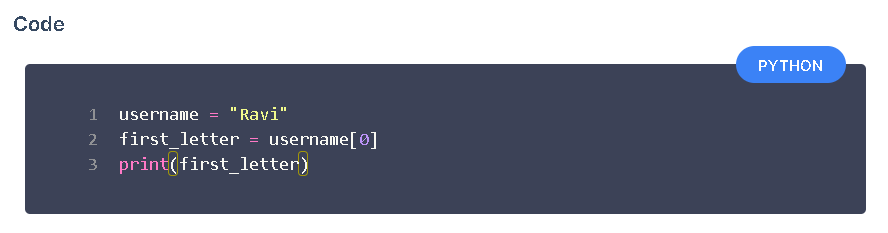 Code
PYTHON
1 username = "Ravi"
2 first_letter = username[0]
3 print(first_letter)